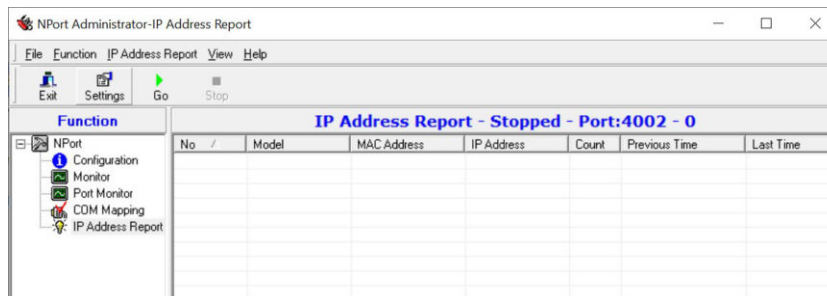 NPort Administrator-IP Address Report
File Function IP Address Report View Help
Exit Settings Go Stop
Function
IP Address Report - Stopped - Port:4002 - 0
NPort
Configuration
Monitor
Port Monitor
COM Mapping
IP Address Report
No / Model MAC Address IP Address Count Previous Time Last Time